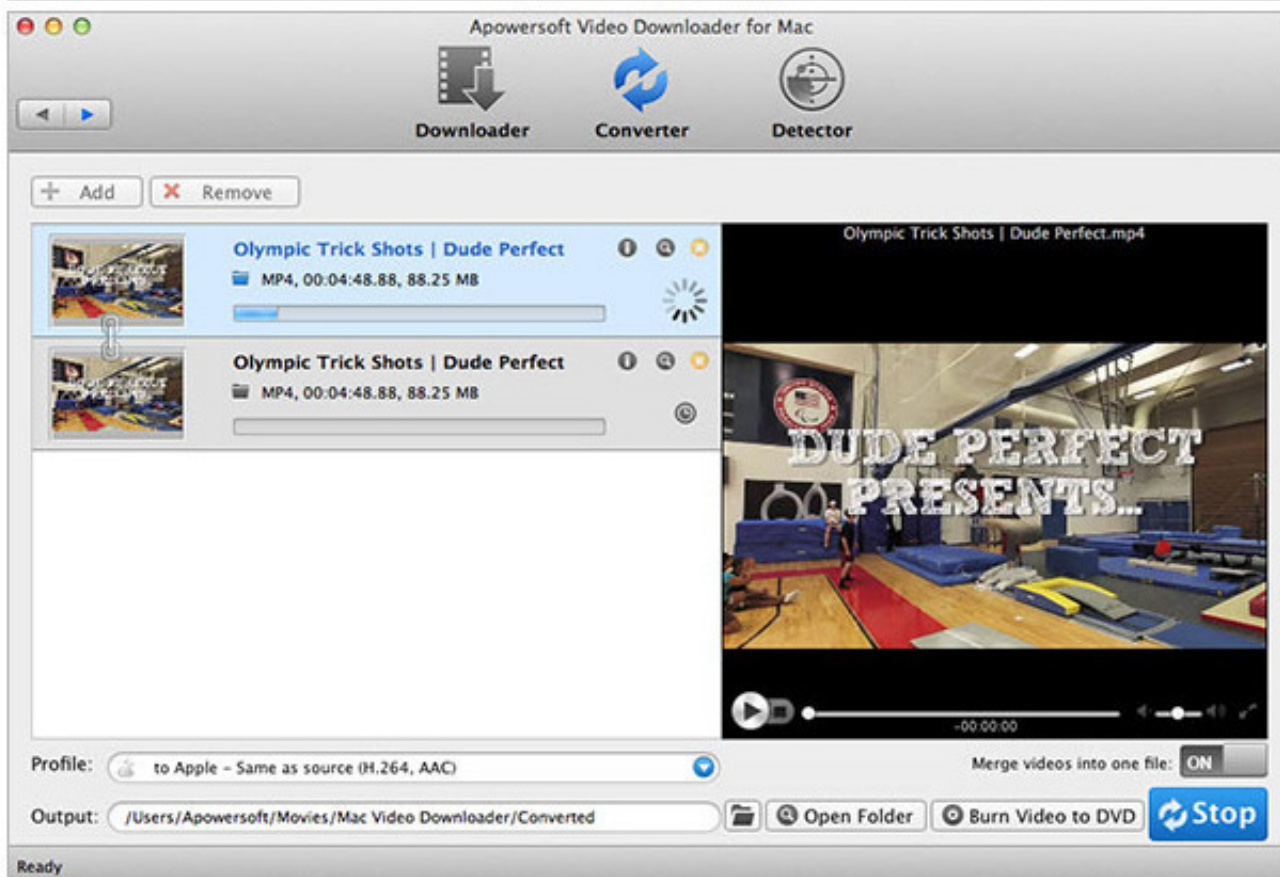 Apowersoft Video Downloader for Mac
Downloader
Converter
Detector
Add
Remove
Olympic Trick Shots | Dude Perfect
MP4, 00:04:48.88, 88.25 MB
Olympic Trick Shots | Dude Perfect
MP4, 00:04:48.88, 88.25 MB
Olympic Trick Shots | Dude Perfect.mp4
DUDE PERFECT
PRESENTS...
-00:00:00
Profile:
to Apple – Same as source (H.264, AAC)
Merge videos into one file:
ON
Output:
/Users/Apowersoft/Movies/Mac Video Downloader/Converted
Open Folder
Burn Video to DVD
Stop
Ready